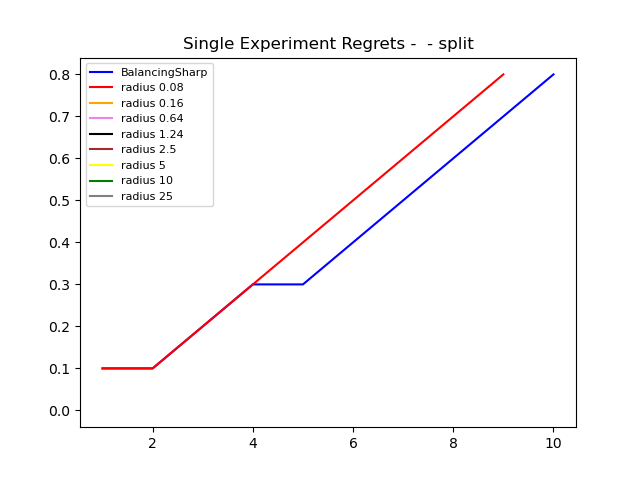 Single Experiment Regrets -  - split
BalancingSharp
radius 0.08
radius 0.16
radius 0.64
radius 1.24
radius 2.5
radius 5
radius 10
radius 25
0.8
0.7
0.6
0.5
0.4
0.3
0.2
0.1
0.0
2 4 6 8 10